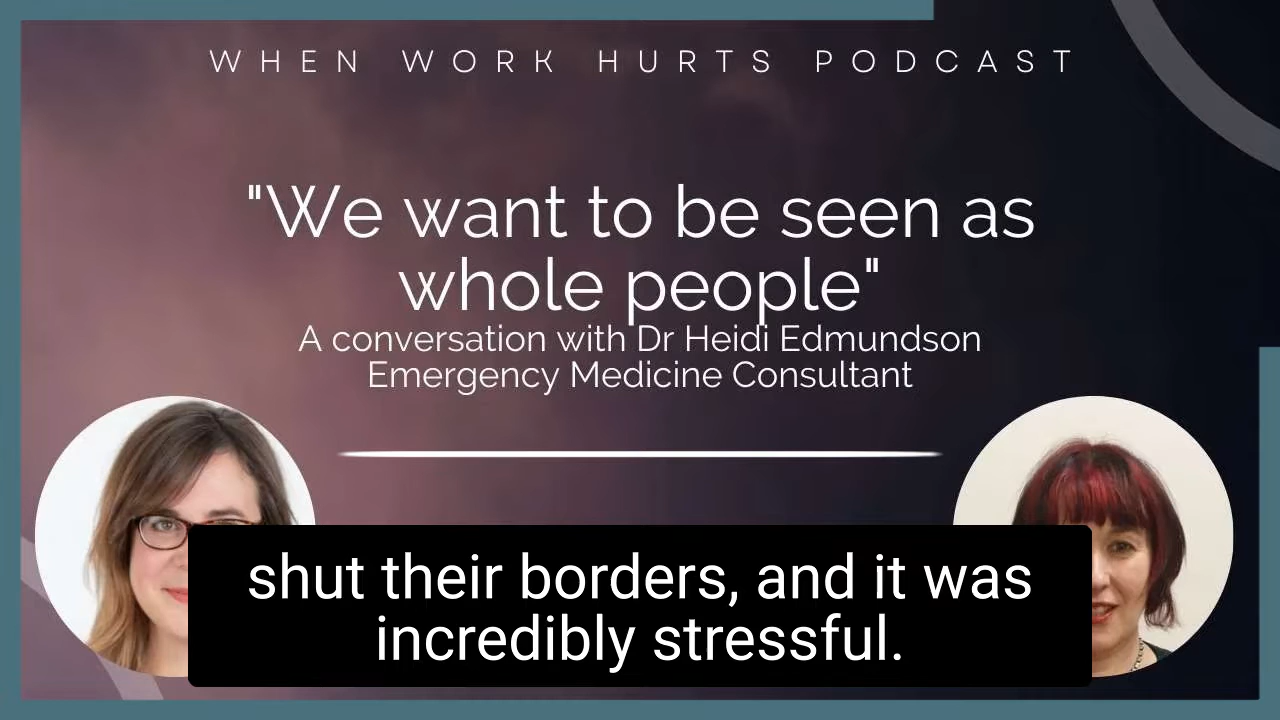 WHEN WORK HURTS PODCAST
"We want to be seen as
whole people"
A conversation with Dr Heidi Edmundson
Emergency Medicine Consultant
shut their borders, and it was
incredibly stressful.